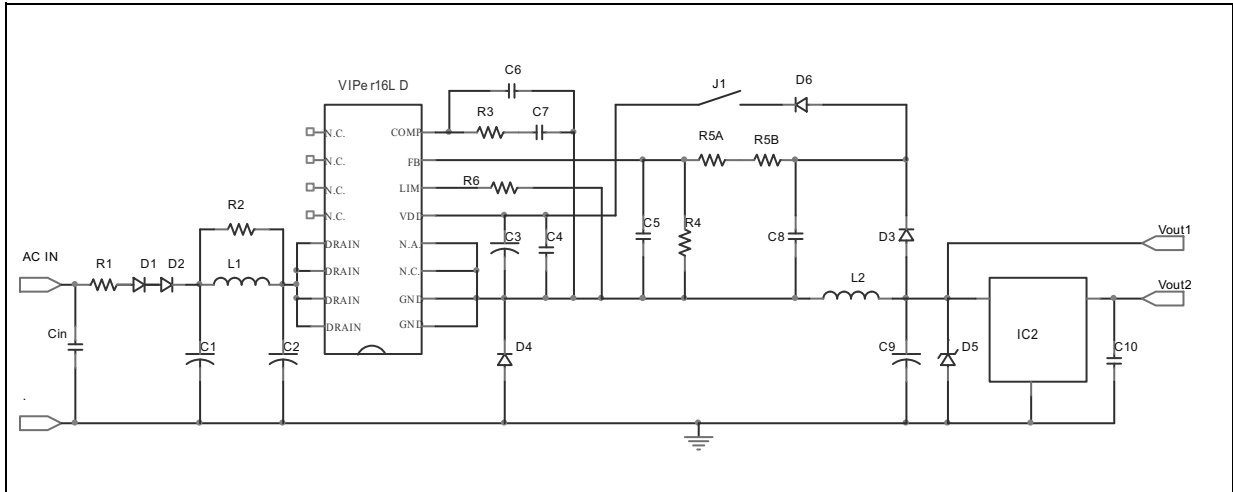 C6
J1
D6
VIPe r16L D
R3
C7
N.C.
COMP
R5A
R5B
N.C.
FB
N.C.
LIM
R6
N.C.
VDD
R2
C3
C4
C5
R4
C8
D3
Vout1
DRAIN
N.A.
AC IN
R1
D1
D2
L1
DRAIN
N.C.
L2
Vout2
DRAIN
GND
DRAIN
GND
Cin
C1
C2
D4
C9
D5
IC2
C10
.